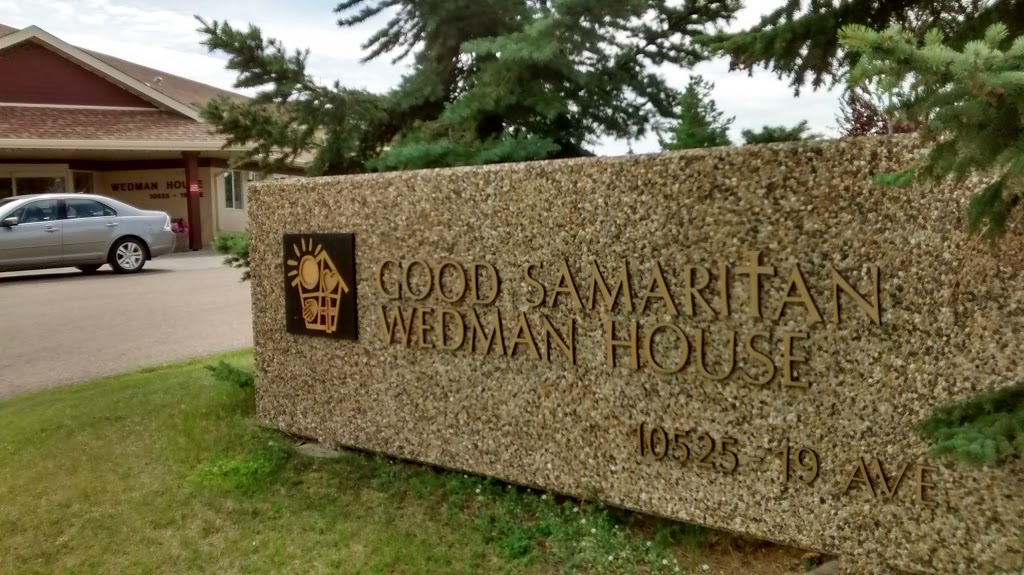 WEDMAN HOUSE
GOOD SAMARITAN
WEDMAN HOUSE
10525 19 AVE